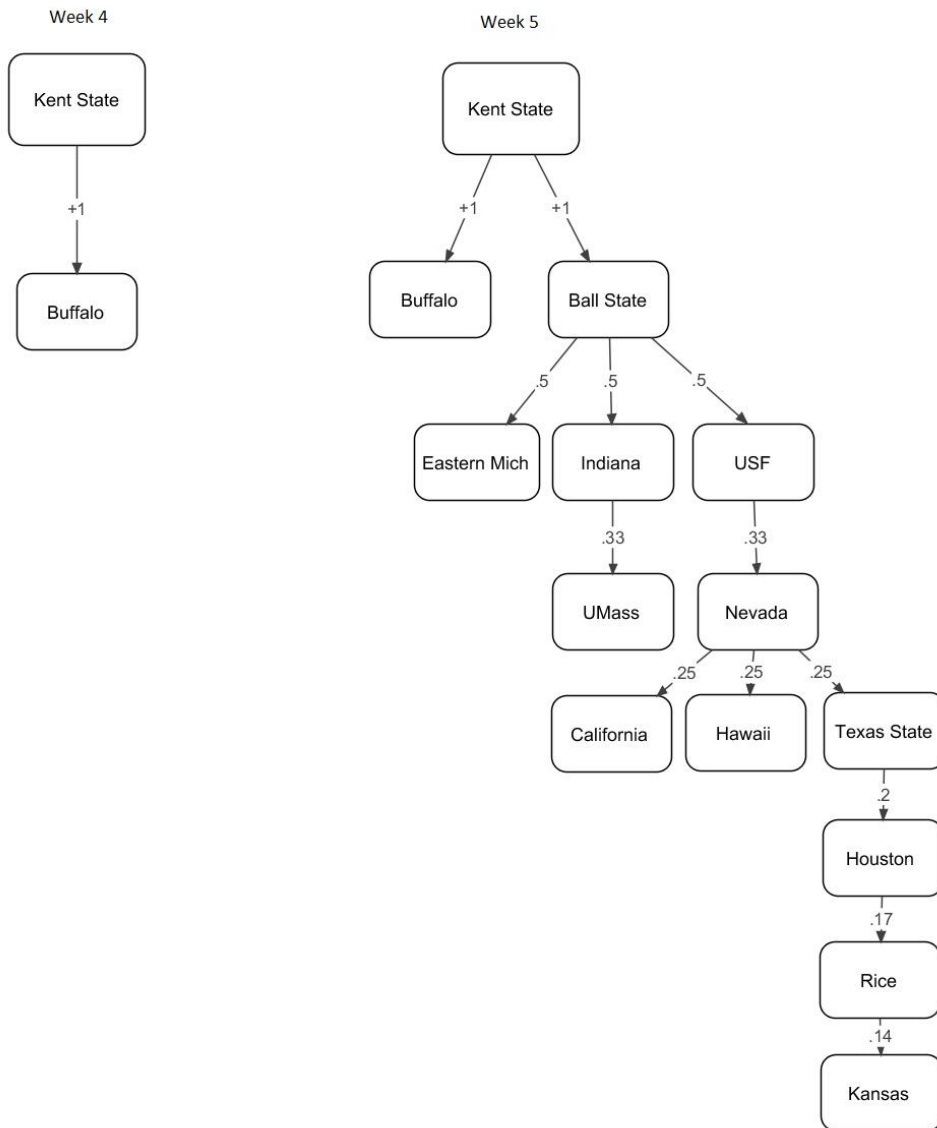 Week 4
Week 5
Kent State
Kent State
+1
+1
+1
Buffalo
Buffalo
Ball State
.5
.5
.5
Eastern Mich
Indiana
USF
.33
.33
UMass
Nevada
.25
.25
.25
California
Hawaii
Texas State
.2
Houston
.17
Rice
.14
Kansas